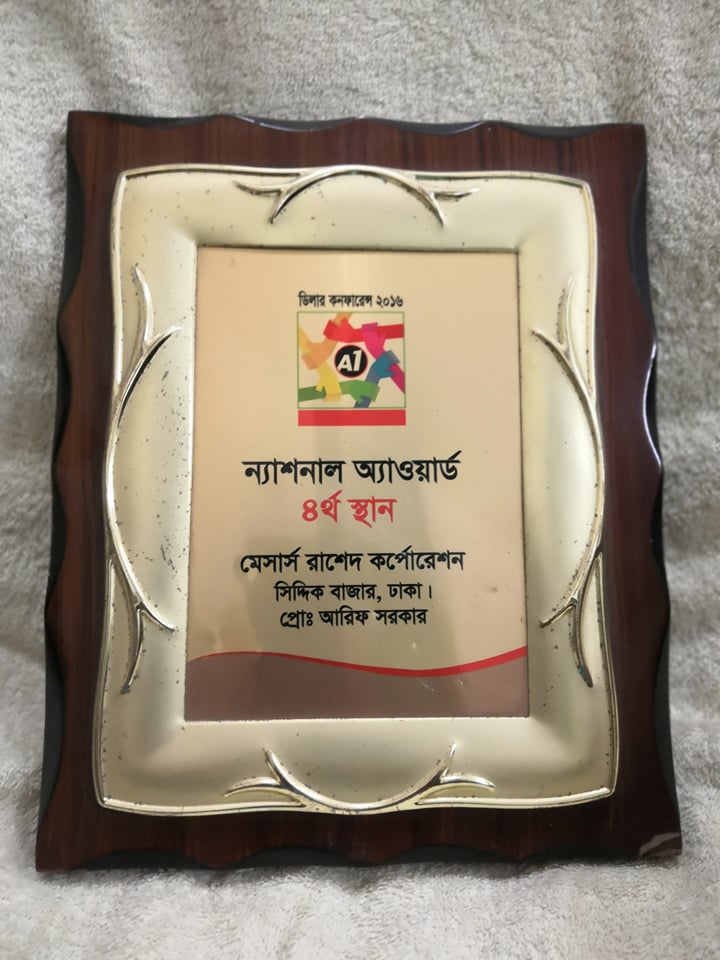 ডিলার কনফারেন্স ২০১৬
A1
ন্যাশনাল অ্যাওয়ার্ড
৪র্থ স্থান
মেসার্স রাশেদ কর্পোরেশন
সিদ্দিক বাজার, ঢাকা।
প্রোঃ আরিফ সরকার